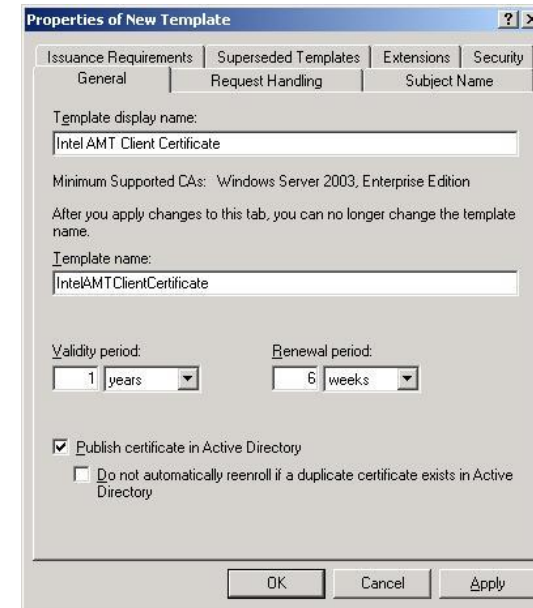 Properties of New Template
Issuance Requirements Superseded Templates Extensions Security
General Request Handling Subject Name
Template display name:
Intel AMT Client Certificate
Minimum Supported CAs: Windows Server 2003, Enterprise Edition
After you apply changes to this tab, you can no longer change the template
name.
Template name:
IntelAMTClientCertificate
Validity period: Renewal period:
1 years 6 weeks
Publish certificate in Active Directory
Do not automatically reenroll if a duplicate certificate exists in Active
Directory
OK Cancel Apply